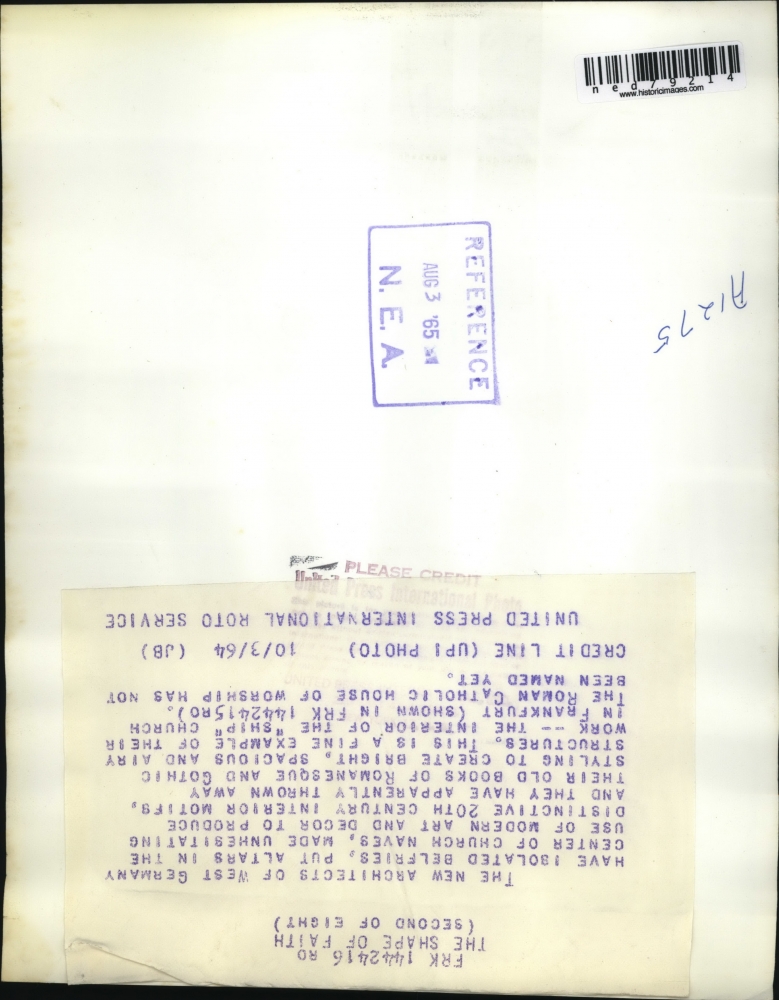 ned79214
www.historicimages.com
REFERENCE
AUG 3 '65
N. E. A.
A1275
PLEASE CREDIT
United Press International Photo
FRK 142416 RO
THE SHAPE OF FAITH
(SECOND OF EIGHT)
THE NEW ARCHITECTS OF WEST GERMANY
HAVE ISOLATED BELFRIES, PUT ALTARS IN THE
CENTER OF CHURCH NAVES, MADE UNHESITATING
USE OF MODERN ART AND DECOR TO PRODUCE
DISTINCTIVE 20TH CENTURY INTERIOR MOTIFS,
AND THEY HAVE APPARENTLY THROWN AWAY
THEIR OLD BOOKS OF ROMANESQUE AND GOTHIC
STYLING TO CREATE BRIGHT, SPACIOUS AND AIRY
STRUCTURES. THIS IS A FINE EXAMPLE OF THEIR
WORK -- THE INTERIOR OF THE "SHIP" CHURCH
IN FRANKFURT (SHOWN IN FRK 1442415RO).
THE ROMAN CATHOLIC HOUSE OF WORSHIP HAS NOT
BEEN NAMED YET.
CREDIT LINE (UPI PHOTO) 10/3/64 (JB)
UNITED PRESS INTERNATIONAL ROTO SERVICE